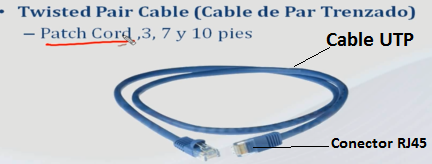 • Twisted Pair Cable (Cable de Par Trenzado)
– Patch Cord ,3, 7 y 10 pies
Cable UTP
Conector RJ45